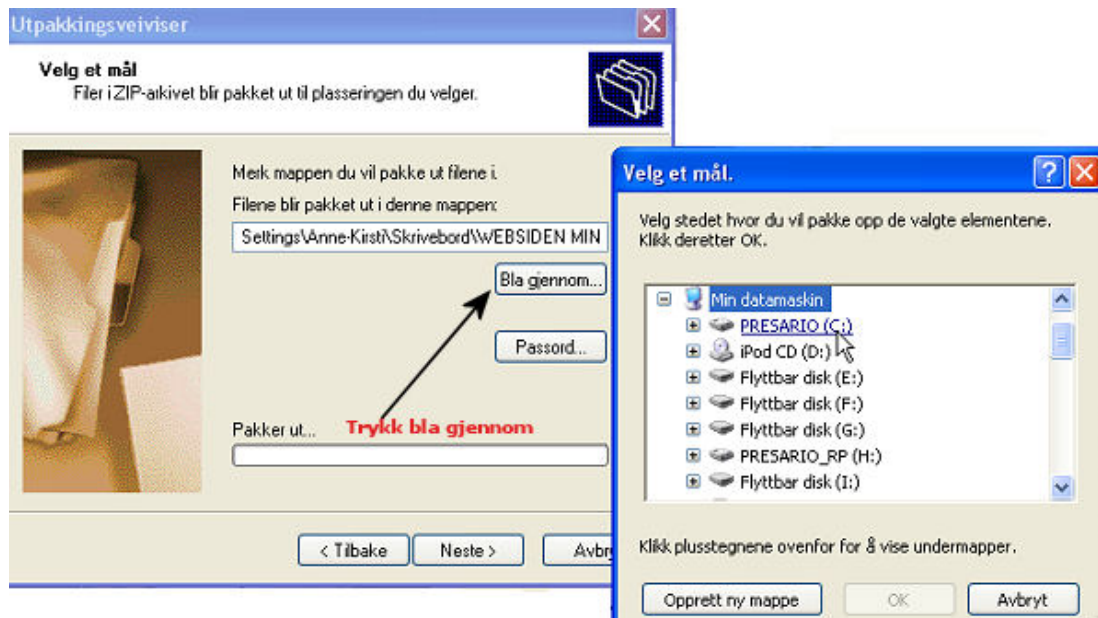 Utpakkingsveiviser
Velg et mål
Filer i ZIP-arkivet blir pakket ut til plasseringen du velger.
Merk mappen du vil pakke ut filene i.
Filene blir pakket ut i denne mappen:
Settings\Anne-Kirsti\Skrivebord\WEBSIDEN MIN
Bla gjennom...
Passord...
Trykk bla gjennom
Pakker ut...
< Tilbake
Neste >
Velg et mål.
Velg stedet hvor du vil pakke opp de valgte elementene.
Klikk deretter OK.
Min datamaskin
PRESARIO (C:)
iPod CD (D:)
Flyttbar disk (E:)
Flyttbar disk (F:)
Flyttbar disk (G:)
PRESARIO_RP (H:)
Flyttbar disk (I:)
Klikk plusstegnene ovenfor for å vise undermapper.
Opprett ny mappe
OK
Avbryt